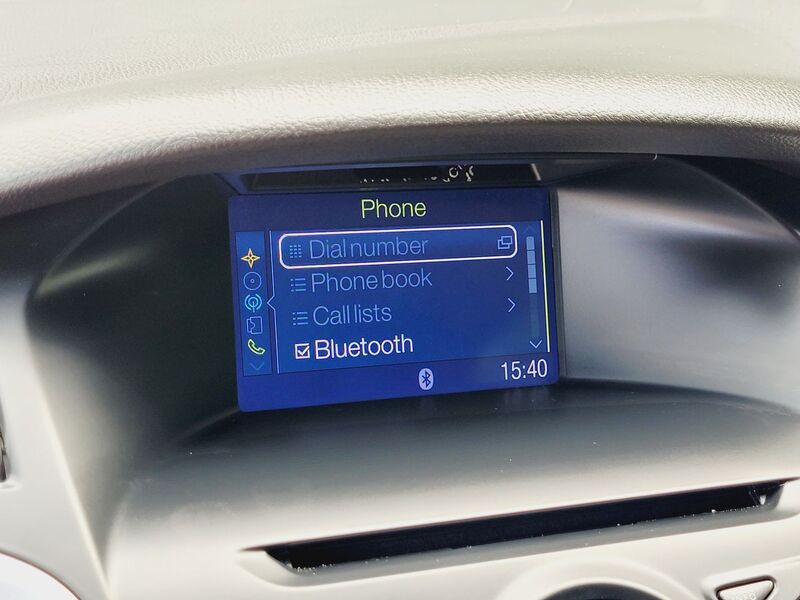 Phone
Dial number
Phone book
Call lists
Bluetooth
15:40